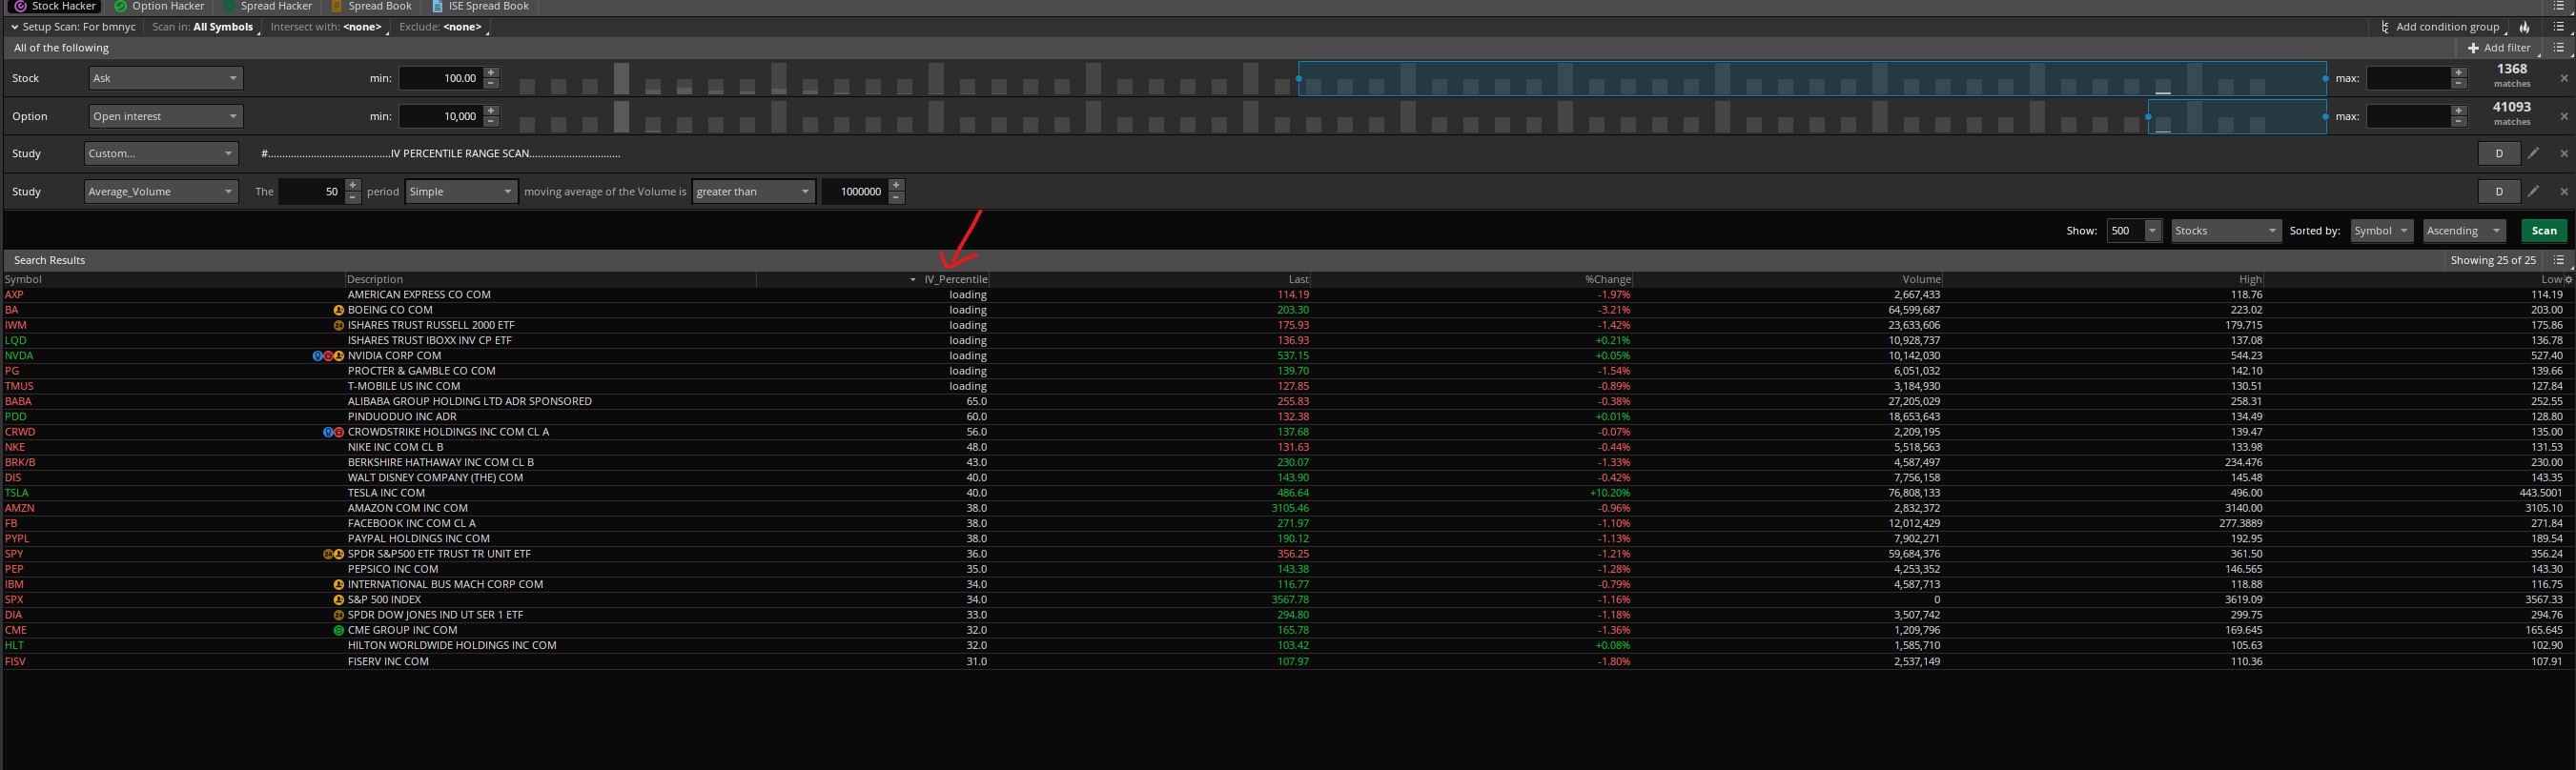 Stock Hacker Option Hacker Spread Hacker Spread Book ISE Spread Book
Setup Scan: For bmnyc Scan in: All Symbols Intersect with: <none> Exclude: <none> Add condition group
All of the following Add filter
Stock Ask min: 100.00 max: 1368 matches
Option Open interest min: 10,000 max: 41093 matches
Study Custom... #............................................IV PERCENTILE RANGE SCAN................................. D
Study Average_Volume The 50 period Simple moving average of the Volume is greater than 1000000 D
Show: 500 Stocks Sorted by: Symbol Ascending Scan
Search Results Showing 25 of 25
Symbol Description IV_Percentile Last %Change Volume High Low
AXP AMERICAN EXPRESS CO COM loading 114.19 -1.97% 2,667,433 118.76 114.19
BA BOEING CO COM loading 203.30 -3.21% 64,599,687 223.02 203.00
IWM ISHARES TRUST RUSSELL 2000 ETF loading 175.93 -1.42% 23,633,606 179.715 175.86
LQD ISHARES TRUST IBOXX INV CP ETF loading 136.93 +0.21% 10,928,737 137.08 136.78
NVDA NVIDIA CORP COM loading 537.15 +0.05% 10,142,030 544.23 527.40
PG PROCTER & GAMBLE CO COM loading 139.70 -1.54% 6,051,032 142.10 139.66
TMUS T-MOBILE US INC COM loading 127.85 -0.89% 3,184,930 130.51 127.84
BABA ALIBABA GROUP HOLDING LTD ADR SPONSORED 65.0 255.83 -0.38% 27,205,029 258.31 252.55
PDD PINDUODUO INC ADR 60.0 132.38 +0.01% 18,653,643 134.49 128.80
CRWD CROWDSTRIKE HOLDINGS INC COM CL A 56.0 137.68 -0.07% 2,209,195 139.47 135.00
NKE NIKE INC COM CL B 48.0 131.63 -0.44% 5,518,563 133.98 131.53
BRK/B BERKSHIRE HATHAWAY INC COM CL B 43.0 230.07 -1.33% 4,587,497 234.476 230.00
DIS WALT DISNEY COMPANY (THE) COM 40.0 143.90 -0.42% 7,756,158 145.48 143.35
TSLA TESLA INC COM 40.0 486.64 +10.20% 76,808,133 496.00 443.5001
AMZN AMAZON COM INC COM 38.0 3105.46 -0.96% 2,832,372 3140.00 3105.10
FB FACEBOOK INC COM CL A 38.0 271.97 -1.10% 12,012,429 277.3889 271.84
PYPL PAYPAL HOLDINGS INC COM 38.0 190.12 -1.13% 7,902,271 192.95 189.54
SPY SPDR S&P500 ETF TRUST TR UNIT ETF 36.0 356.25 -1.21% 59,684,376 361.50 356.24
PEP PEPSICO INC COM 35.0 143.38 -1.28% 4,253,352 146.565 143.30
IBM INTERNATIONAL BUS MACH CORP COM 34.0 116.77 -0.79% 4,587,713 118.88 116.75
SPX S&P 500 INDEX 34.0 3567.78 -1.16% 0 3619.09 3567.33
DIA SPDR DOW JONES IND UT SER 1 ETF 33.0 294.80 -1.18% 3,507,742 299.75 294.76
CME CME GROUP INC COM 32.0 165.78 -1.36% 1,209,796 169.645 165.645
HLT HILTON WORLDWIDE HOLDINGS INC COM 32.0 103.42 +0.08% 1,585,710 105.63 102.90
FISV FISERV INC COM 31.0 107.97 -1.80% 2,537,149 110.36 107.91